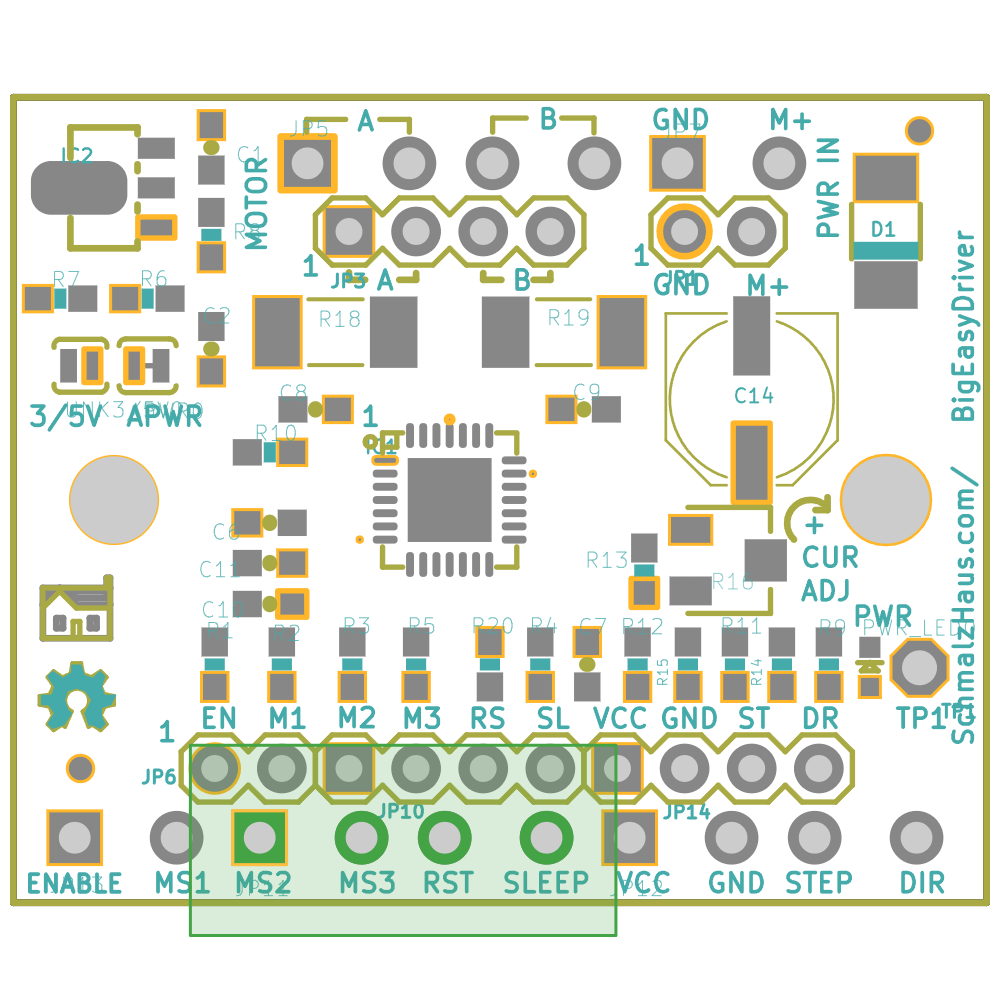 A
B
GND
M+
JP5
JP7
IC2
C1
MOTOR
PWR IN
D1
R8
1
JP3
A
B
1
JP1
GND
M+
R7
R6
C2
R18
R19
BigEasyDriver
3/5V
APWR
C8
C9
C14
1
IC1
R10
C6
+
CUR
ADJ
C11
R13
R16
PWR
PWR_LED
SchmalzHaus.com/
R1
R2
R3
R5
R20
R4
C7
R12
R15
R11
R14
R9
EN
M1
M2
M3
RS
SL
VCC
GND
ST
DR
TP1
TP1
1
JP6
JP10
JP14
ENABLE
MS1
MS2
MS3
RST
SLEEP
VCC
GND
STEP
DIR
JP11
JP12